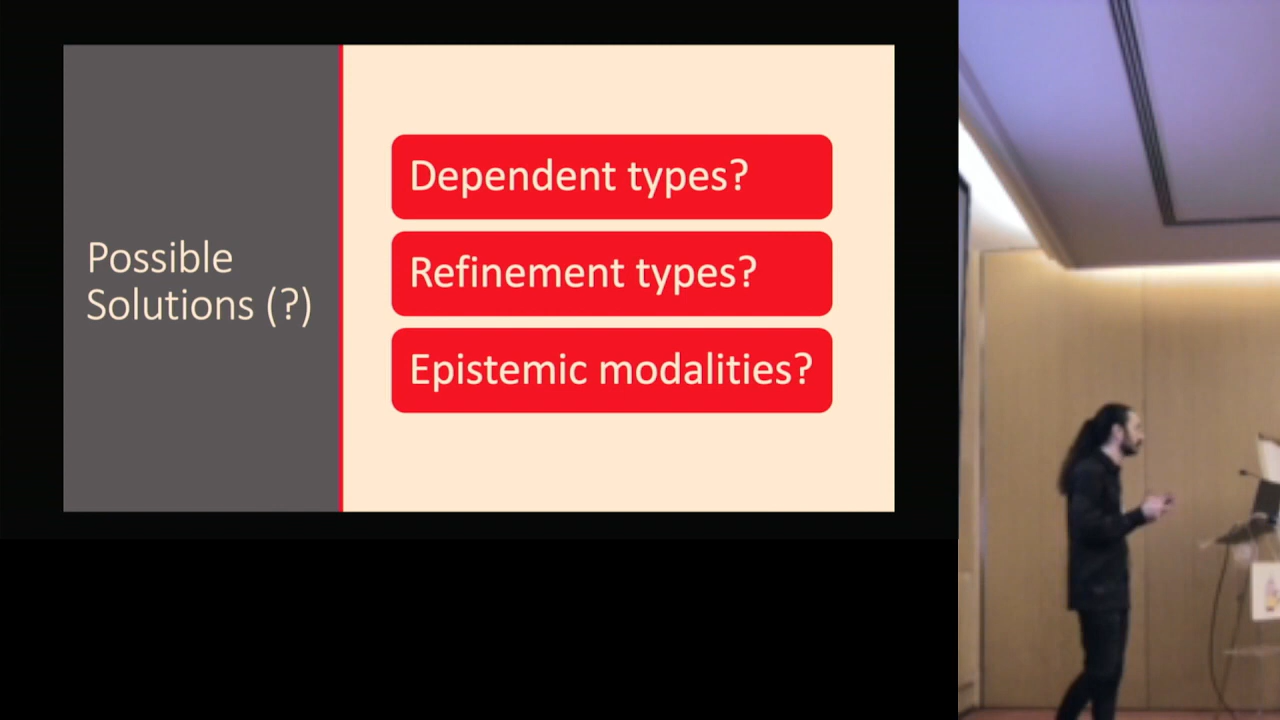 Possible
Solutions (?)
Dependent types?
Refinement types?
Epistemic modalities?